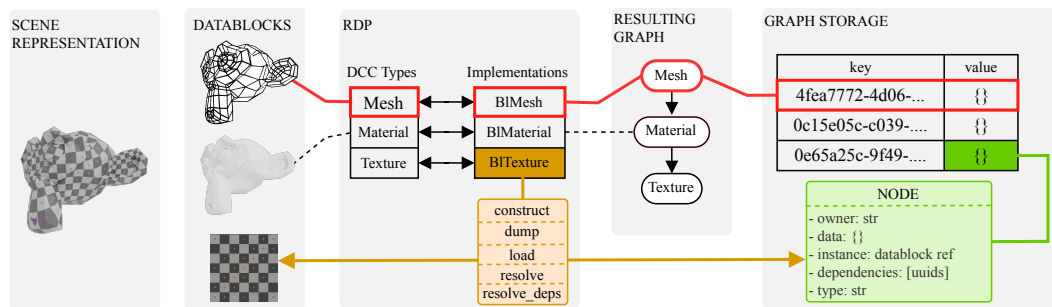 SCENE
REPRESENTATION
DATABLOCKS
RDP
DCC Types
Implementations
Mesh
BlMesh
Material
BlMaterial
Texture
BlTexture
construct
dump
load
resolve
resolve_deps
RESULTING
GRAPH
Mesh
Material
Texture
GRAPH STORAGE
key
value
4fea7772-4d06-...
{}
0c15e05c-c039-....
{}
0e65a25c-9f49-....
{}
NODE
- owner: str
- data: {}
- instance: datablock ref
- dependencies: [uuids]
- type: str